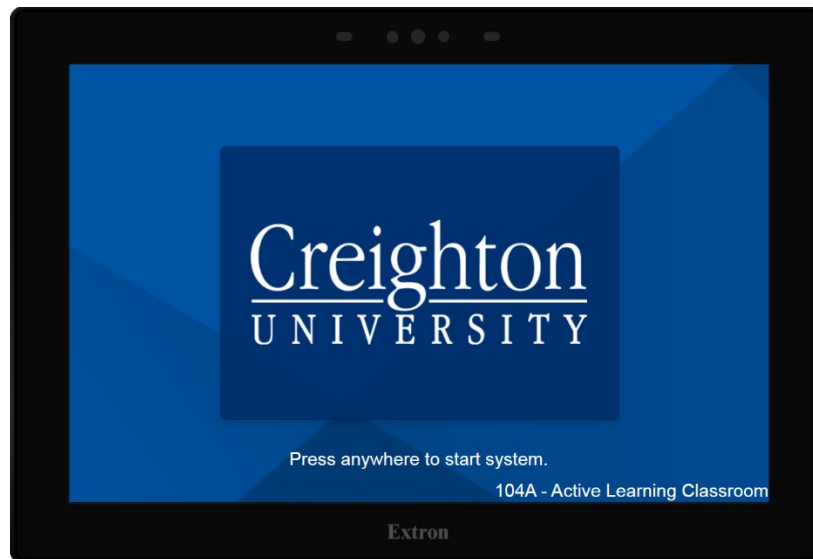 Creighton
UNIVERSITY
Press anywhere to start system.
104A - Active Learning Classroom
Extron